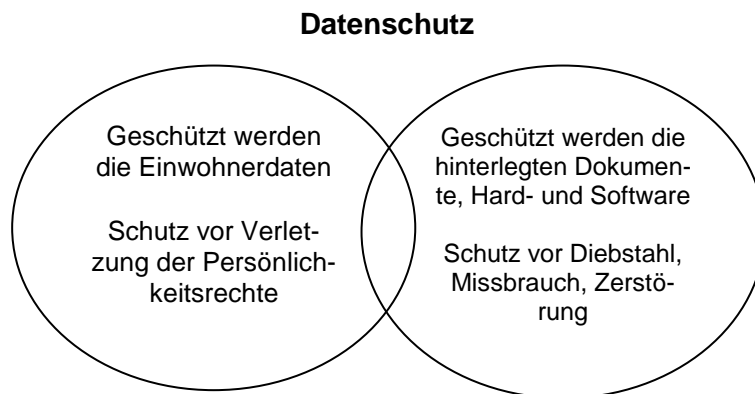 Datenschutz
Geschützt werden
die Einwohnerdaten
Schutz vor Verlet-
zung der Persönlich-
keitsrechte
Geschützt werden die
hinterlegten Dokumen-
te, Hard- und Software
Schutz vor Diebstahl,
Missbrauch, Zerstö-
rung